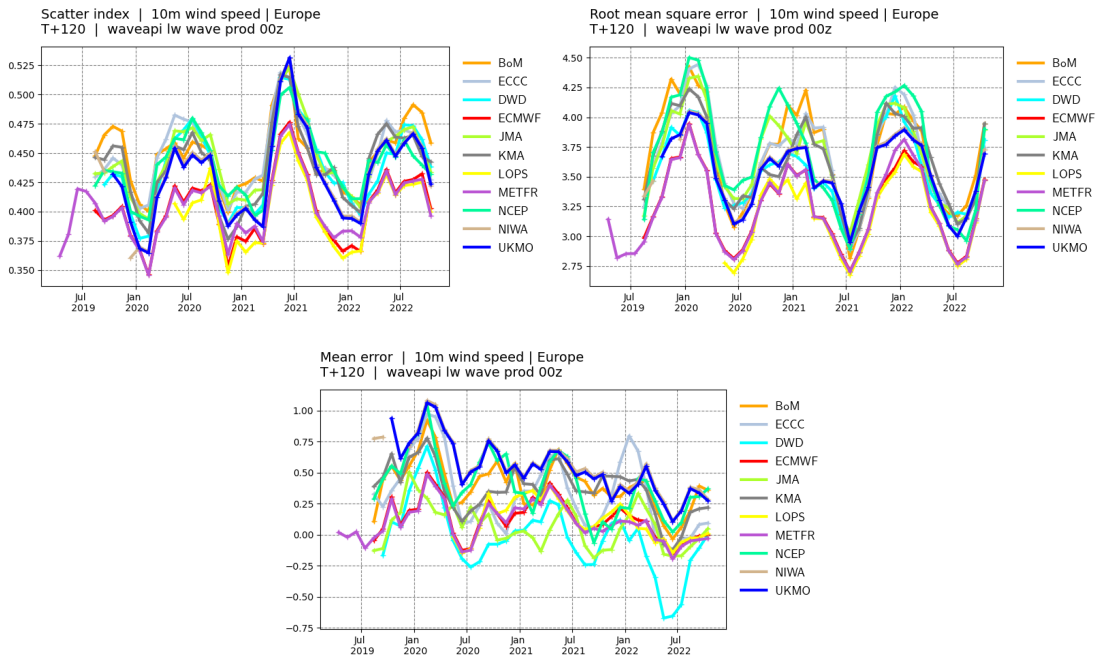 Scatter index | 10m wind speed | Europe
T+120 | waveapi lw wave prod 00z
0.525
0.500
0.475
0.450
0.425
0.400
0.375
0.350
Jul
2019
Jan
2020
Jul
2020
Jan
2021
Jul
2021
Jan
2022
Jul
2022
BoM
ECCC
DWD
ECMWF
JMA
KMA
LOPS
METFR
NCEP
NIWA
UKMO
Root mean square error | 10m wind speed | Europe
T+120 | waveapi lw wave prod 00z
4.50
4.25
4.00
3.75
3.50
3.25
3.00
2.75
Jul
2019
Jan
2020
Jul
2020
Jan
2021
Jul
2021
Jan
2022
Jul
2022
BoM
ECCC
DWD
ECMWF
JMA
KMA
LOPS
METFR
NCEP
NIWA
UKMO
Mean error | 10m wind speed | Europe
T+120 | waveapi lw wave prod 00z
1.00
0.75
0.50
0.25
0.00
−0.25
−0.50
−0.75
Jul
2019
Jan
2020
Jul
2020
Jan
2021
Jul
2021
Jan
2022
Jul
2022
BoM
ECCC
DWD
ECMWF
JMA
KMA
LOPS
METFR
NCEP
NIWA
UKMO